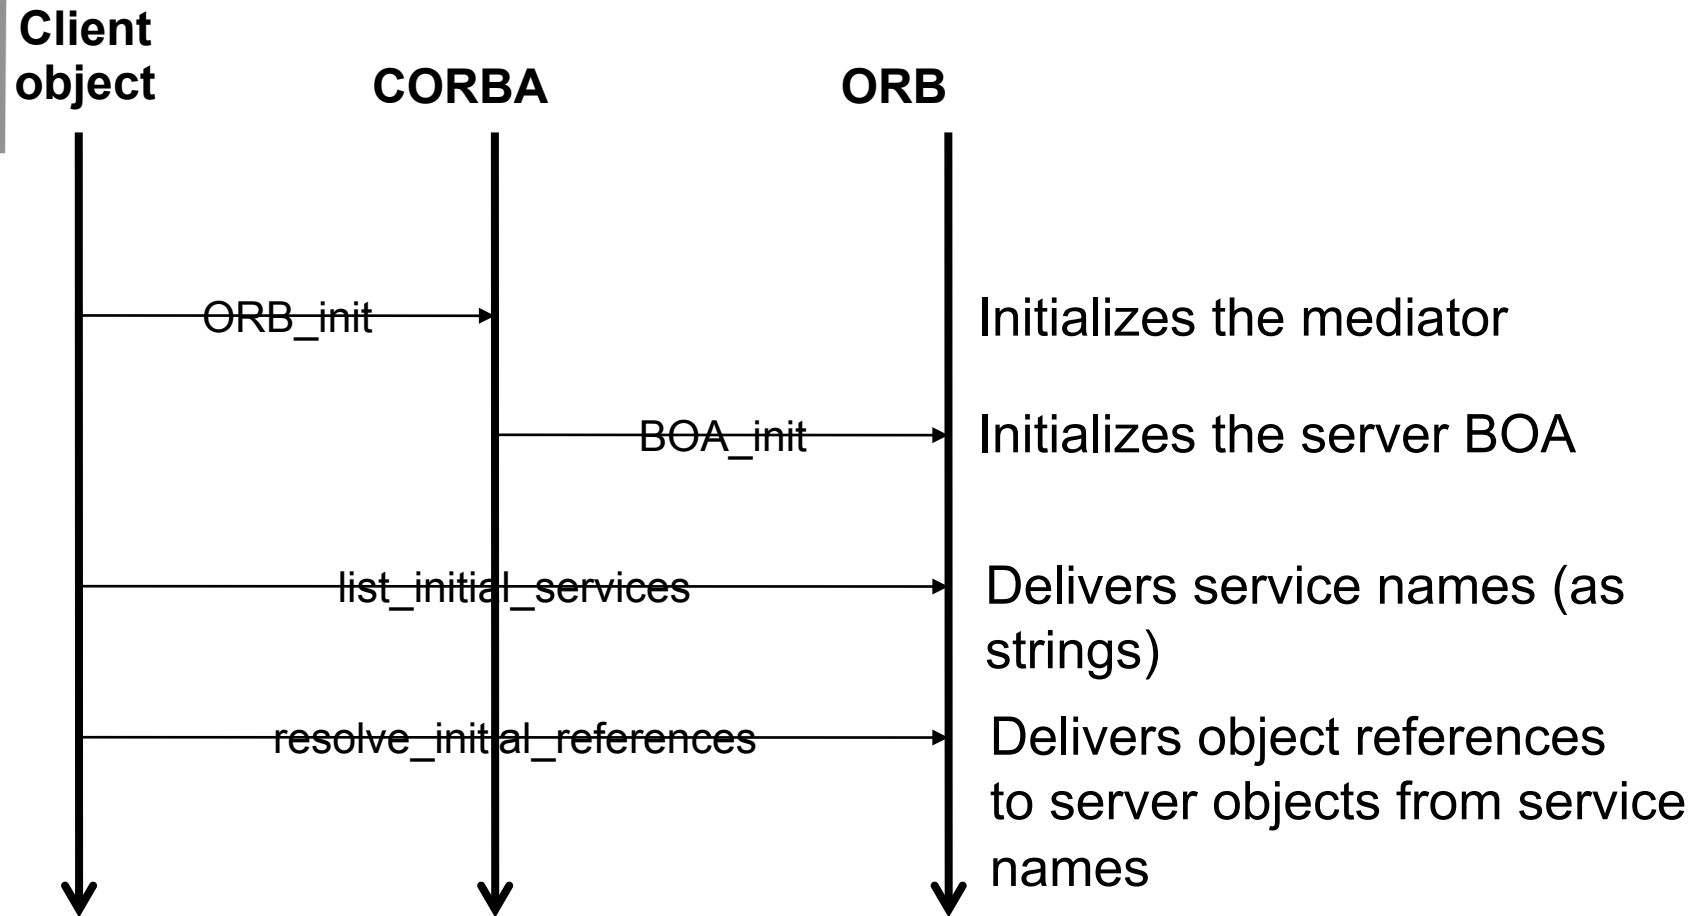 Client
object
CORBA
ORB
ORB_init
Initializes the mediator
BOA_init
Initializes the server BOA
list_initial_services
Delivers service names (as
strings)
resolve_initial_references
Delivers object references
to server objects from service
names